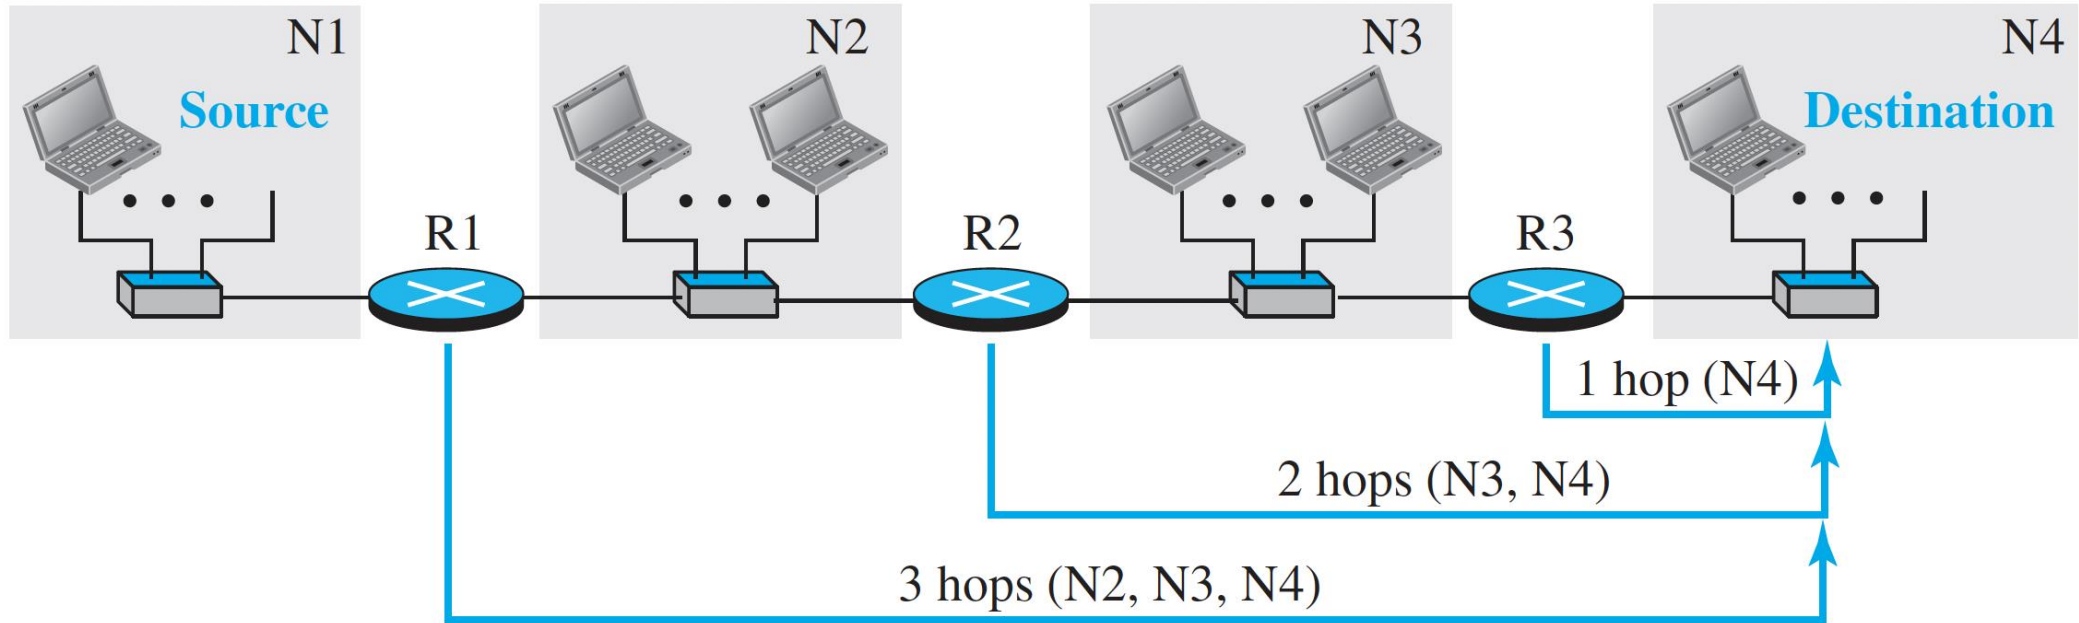 N1
N2
N3
N4
Source
Destination
R1
R2
R3
1 hop (N4)
2 hops (N3, N4)
3 hops (N2, N3, N4)